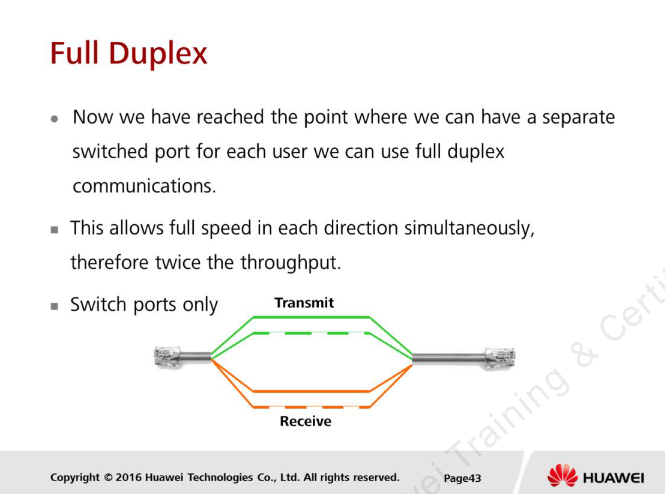 Full Duplex
Now we have reached the point where we can have a separate
switched port for each user we can use full duplex
communications.
This allows full speed in each direction simultaneously,
therefore twice the throughput.
Switch ports only
Transmit
Receive
Training & Certi
Copyright © 2016 Huawei Technologies Co., Ltd. All rights reserved.
Page43
HUAWEI